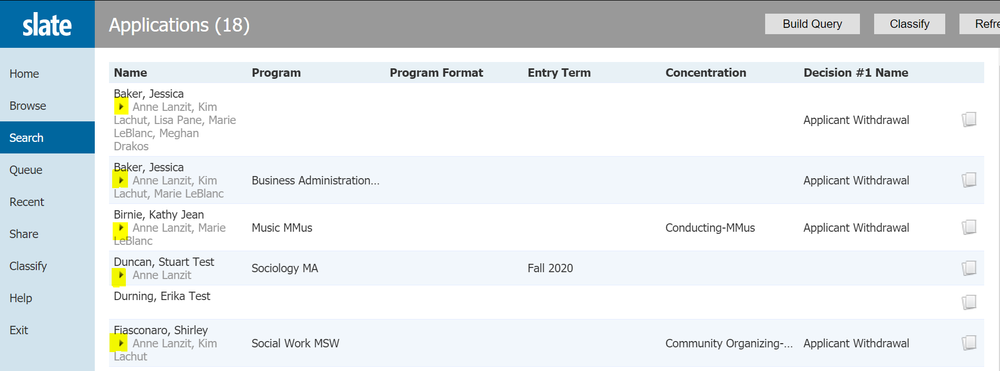 slate
Applications (18)
Build Query
Classify
Refre
Home
Browse
Search
Queue
Recent
Share
Classify
Help
Exit
Name Program Program Format Entry Term Concentration Decision #1 Name
Baker, Jessica
Anne Lanzit, Kim
Lachut, Lisa Pane, Marie
LeBlanc, Meghan
Drakos
Applicant Withdrawal
Baker, Jessica
Anne Lanzit, Kim
Lachut, Marie LeBlanc
Business Administration...
Applicant Withdrawal
Birnie, Kathy Jean
Anne Lanzit, Marie
LeBlanc
Music MMus
Conducting-MMus
Applicant Withdrawal
Duncan, Stuart Test
Anne Lanzit
Sociology MA
Fall 2020
Durning, Erika Test
Fiasconaro, Shirley
Anne Lanzit, Kim
Lachut
Social Work MSW
Community Organizing-...
Applicant Withdrawal